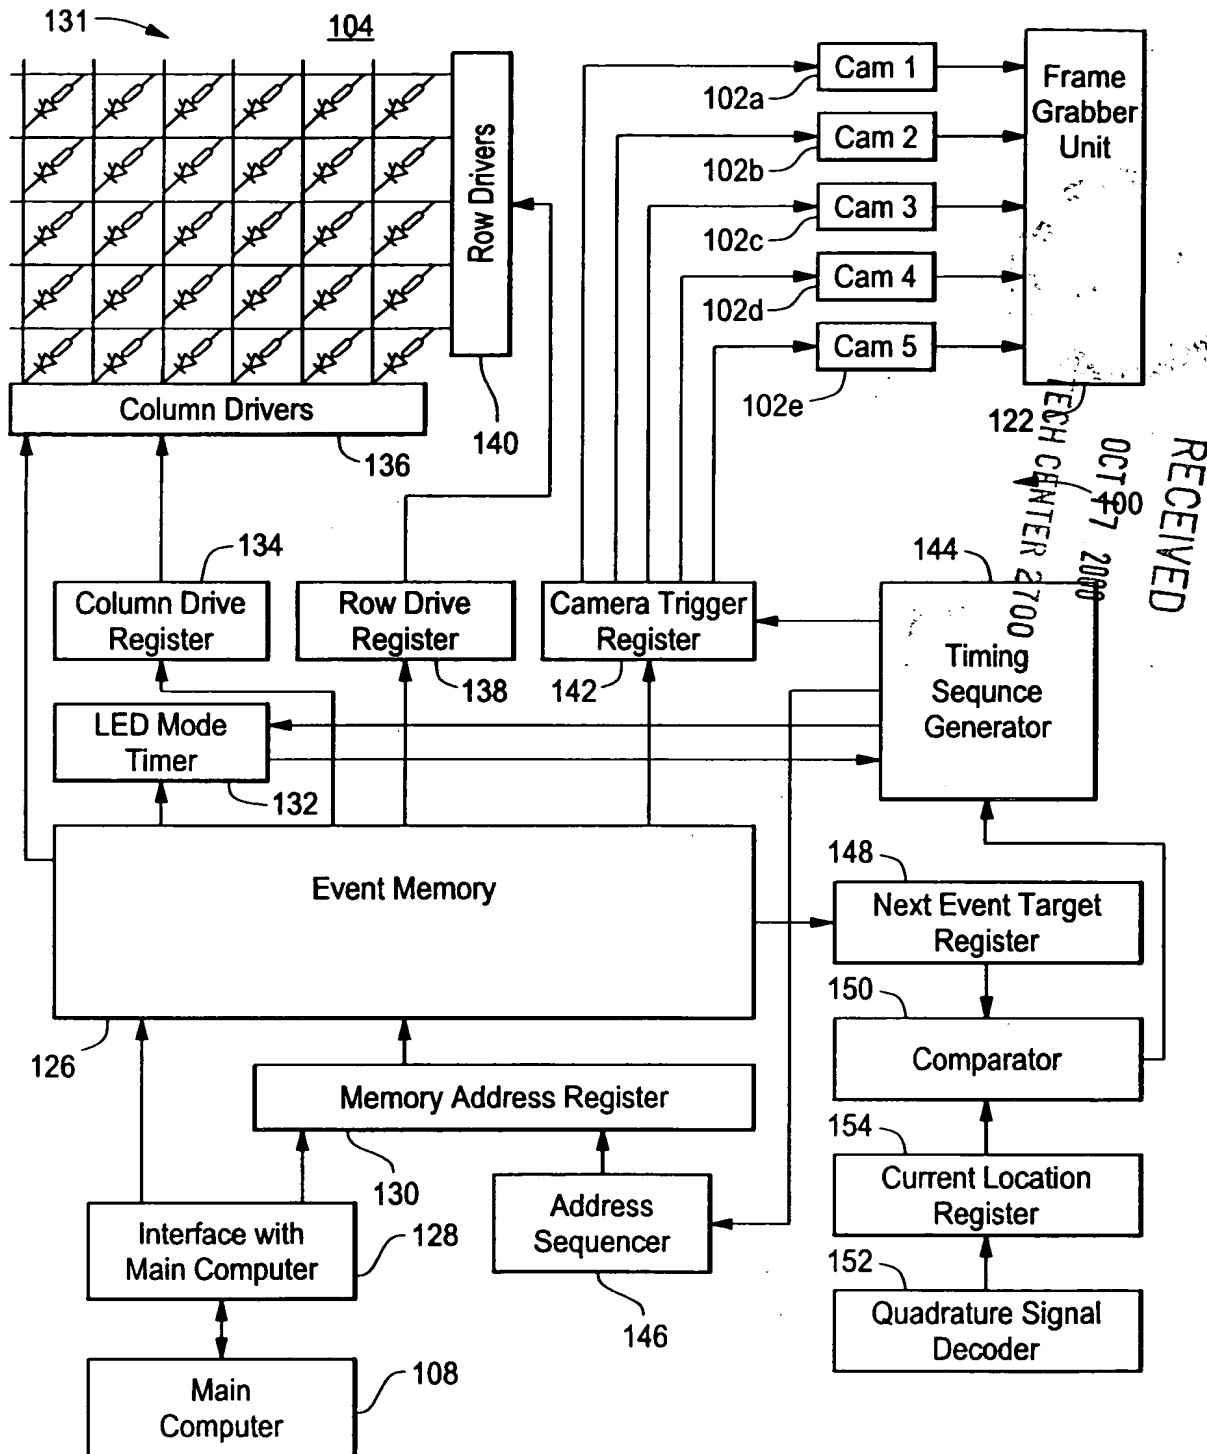 131
104
Row Drivers
Column Drivers
136
140
Cam 1
102a
Cam 2
102b
Cam 3
102c
Cam 4
102d
Cam 5
102e
Frame
Grabber
Unit
122
100
RECEIVED
OCT 17 2000
TECH CENTER 2700
134
Column Drive
Register
Row Drive
Register
138
Camera Trigger
Register
142
144
Timing
Sequnce
Generator
LED Mode
Timer
132
Event Memory
126
148
Next Event Target
Register
150
Comparator
154
Current Location
Register
152
Quadrature Signal
Decoder
Memory Address Register
130
Address
Sequencer
146
Interface with
Main Computer
128
Main
Computer
108